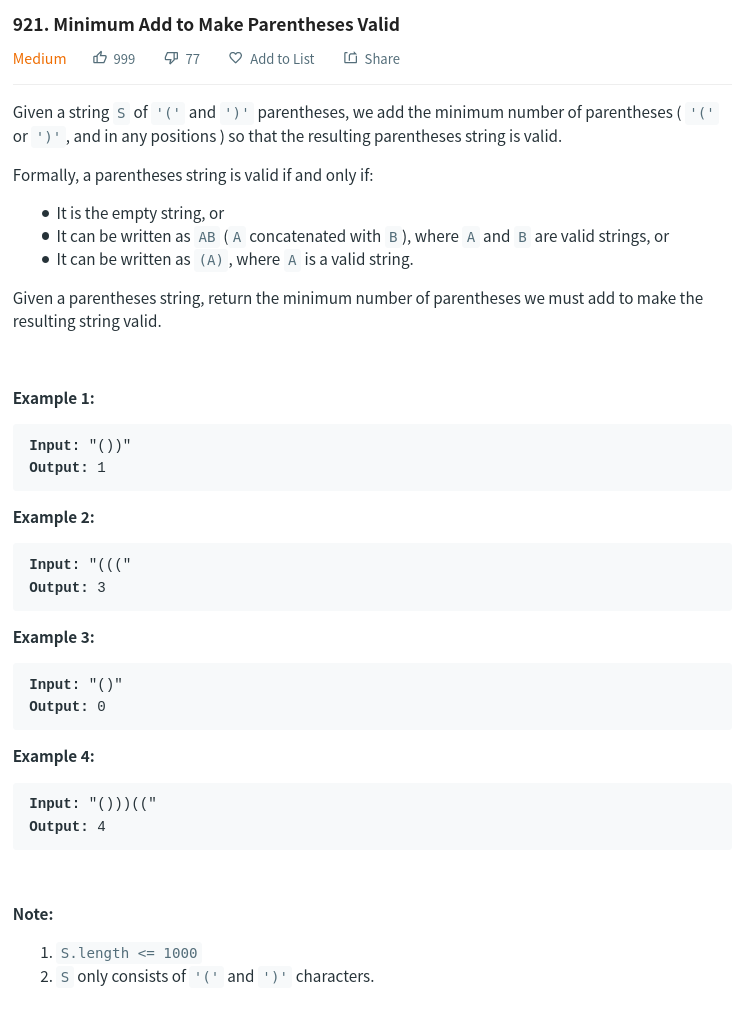 921. Minimum Add to Make Parentheses Valid
Medium 999 77 Add to List Share
Given a string S of '(' and ')' parentheses, we add the minimum number of parentheses ( '('
or ')', and in any positions ) so that the resulting parentheses string is valid.
Formally, a parentheses string is valid if and only if:
• It is the empty string, or
• It can be written as AB (A concatenated with B), where A and B are valid strings, or
• It can be written as (A), where A is a valid string.
Given a parentheses string, return the minimum number of parentheses we must add to make the
resulting string valid.
Example 1:
Input: "())"
Output: 1
Example 2:
Input: "((("
Output: 3
Example 3:
Input: "()"
Output: 0
Example 4:
Input: "()))(("
Output: 4
Note:
1. S.length <= 1000
2. S only consists of '(' and ')' characters.